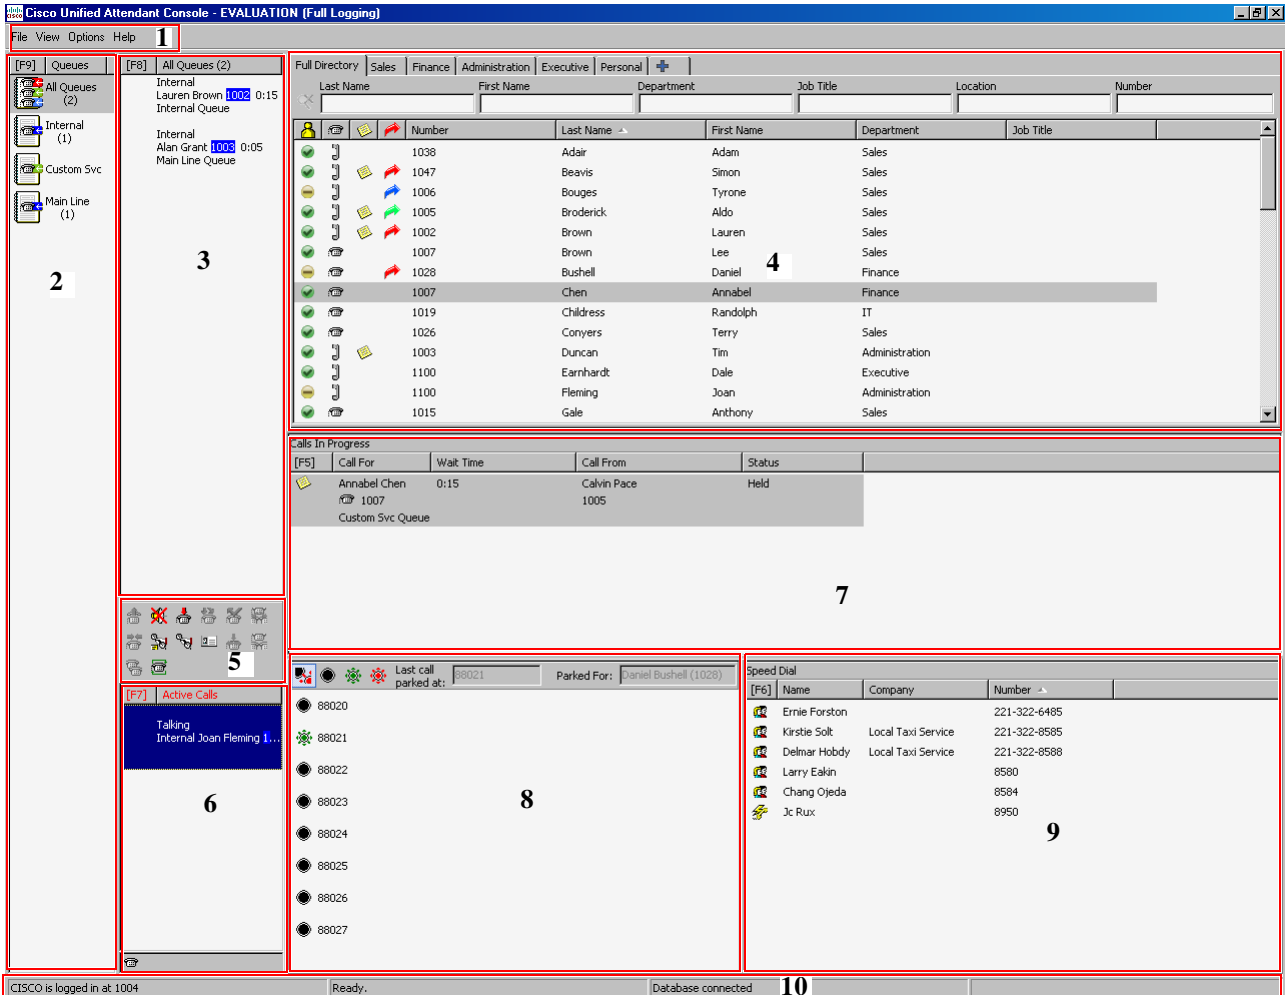 Cisco Unified Attendant Console - EVALUATION (Full Logging)
File View Options Help 1
[F9] Queues
All Queues
(2)
Internal
(1)
Custom Svc
Main Line
(1)
2
[F8] All Queues (2)
Internal
Lauren Brown 1002 0:15
Internal Queue
Internal
Alan Grant 1003 0:05
Main Line Queue
3
Full Directory Sales Finance Administration Executive Personal
Last Name First Name Department Job Title Location Number
Number Last Name First Name Department Job Title
1038 Adair Adam Sales
1047 Beavis Simon Sales
1006 Bouges Tyrone Sales
1005 Broderick Aldo Sales
1002 Brown Lauren Sales
1007 Brown Lee Sales
1028 Bushell Daniel Finance
1007 Chen Annabel Finance
1019 Childress Randolph IT
1026 Conyers Terry Sales
1003 Duncan Tim Administration
1100 Earnhardt Dale Executive
1100 Fleming Joan Administration
1015 Gale Anthony Sales
4
Calls In Progress
[F5] Call For Wait Time Call From Status
Annabel Chen 0:15 Calvin Pace Held
1007 1005
Custom Svc Queue
7
5
[F7] Active Calls
Talking
Internal Joan Fleming 1...
6
Last call
parked at: 88021 Parked For: Daniel Bushell (1028)
88020
88021
88022
88023
88024
88025
88026
88027
8
Speed Dial
[F6] Name Company Number
Ernie Forston 221-322-6485
Kirstie Solt Local Taxi Service 221-322-8585
Delmar Hobdy Local Taxi Service 221-322-8588
Larry Eakin 8580
Chang Ojeda 8584
Jc Rux 8950
9
CISCO is logged in at 1004 Ready. Database connected 10